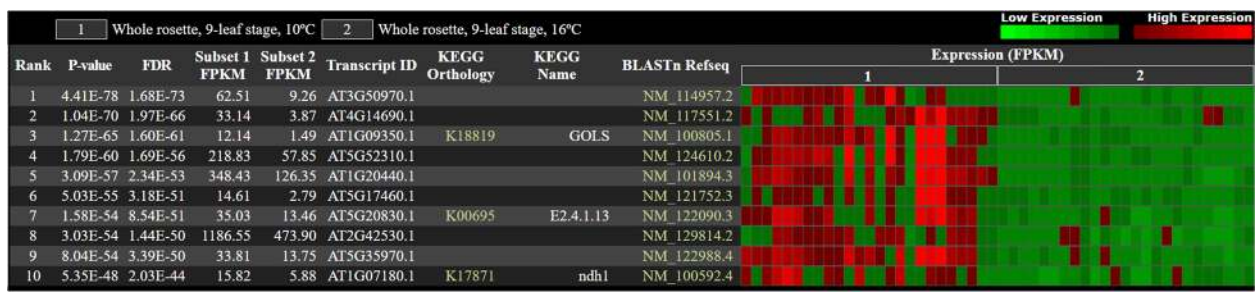 Low Expression High Expression
1 Whole rosette, 9-leaf stage, 10ºC 2 Whole rosette, 9-leaf stage, 16ºC
Rank P-value FDR Subset 1 FPKM Subset 2 FPKM Transcript ID KEGG Orthology KEGG Name BLASTn Refseq Expression (FPKM)
1 2
1 4.41E-78 1.68E-73 62.51 9.26 AT3G50970.1 NM_114957.2
2 1.04E-70 1.97E-66 33.14 3.87 AT4G14690.1 NM_117551.2
3 1.27E-65 1.60E-61 12.14 1.49 AT1G09350.1 K18819 GOLS NM_100805.1
4 1.79E-60 1.69E-56 218.83 57.85 AT5G52310.1 NM_124610.2
5 3.09E-57 2.34E-53 348.43 126.35 AT1G20440.1 NM_101894.3
6 5.03E-55 3.18E-51 14.61 2.79 AT5G17460.1 NM_121752.3
7 1.58E-54 8.54E-51 35.03 13.46 AT5G20830.1 K00695 E2.4.1.13 NM_122090.3
8 3.03E-54 1.44E-50 1186.55 473.90 AT2G42530.1 NM_129814.2
9 8.04E-54 3.39E-50 33.81 13.75 AT5G35970.1 NM_122988.4
10 5.35E-48 2.03E-44 15.82 5.88 AT1G07180.1 K17871 ndh1 NM_100592.4